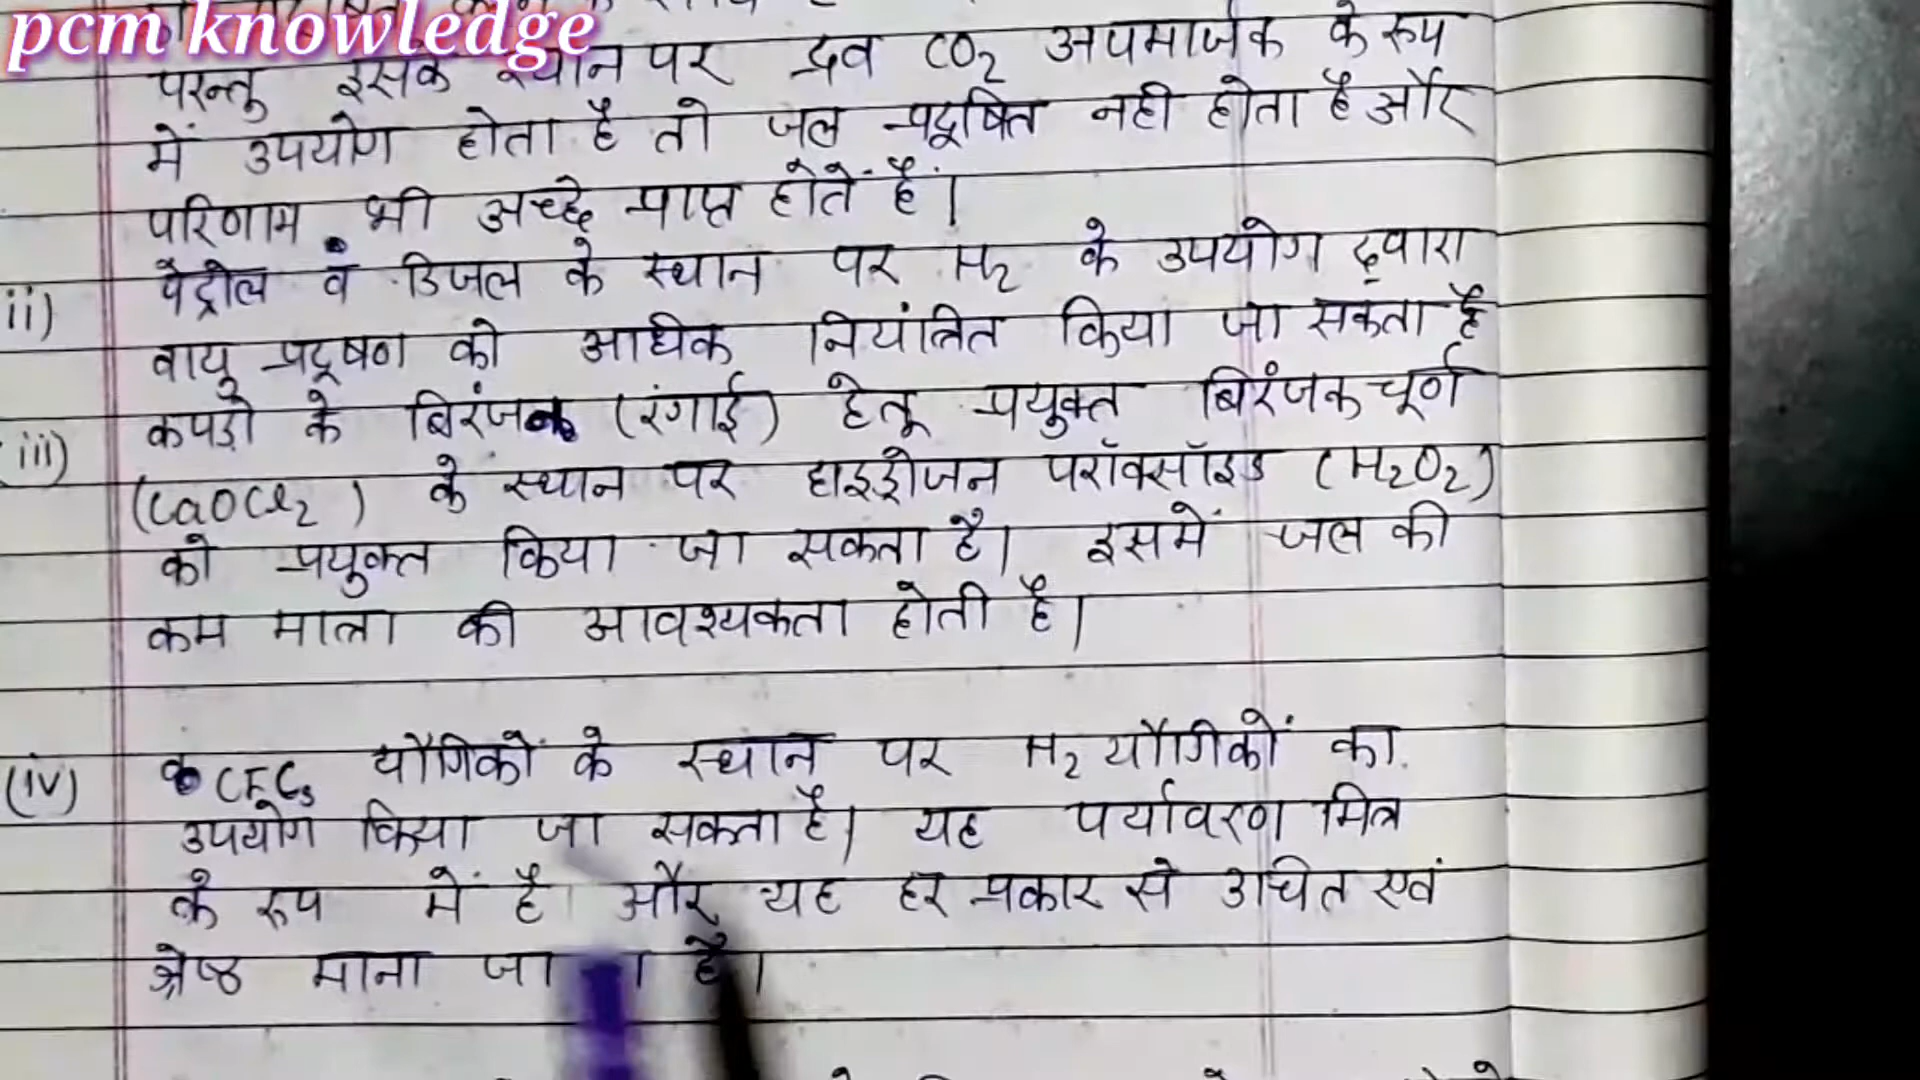 pcm knowledge
परन्तु इसके स्थान पर द्रव CO₂ अपमार्जक के रूप
में उपयोग होता है तो जल प्रदूषित नही होता है और
परिणाम भी अच्छे प्राप्त होतें हैं।
ii) पेट्रोल व डिजल के स्थान पर H₂ के उपयोग द्वारा
वायु प्रदूषण को अधिक नियंत्रित किया जा सकता है
iii) कपड़ो के बिरंजक (रंगाई) हेतू प्रयुक्त बिरंजक चूर्ण
(CaOCl₂) के स्थान पर हाइड्रोजन परॉक्सॉइड (H₂O₂)
को प्रयुक्त किया जा सकता है। इसमें जल की
कम मात्रा की आवश्यकता होती है।
(iv) CFCs यौगिकों के स्थान पर H₂ यौगिकों का
उपयोग किया जा सकता है। यह पर्यावरण मित्र
के रूप में है। और यह हर प्रकार से उचित एवं
श्रेष्ठ माना है।